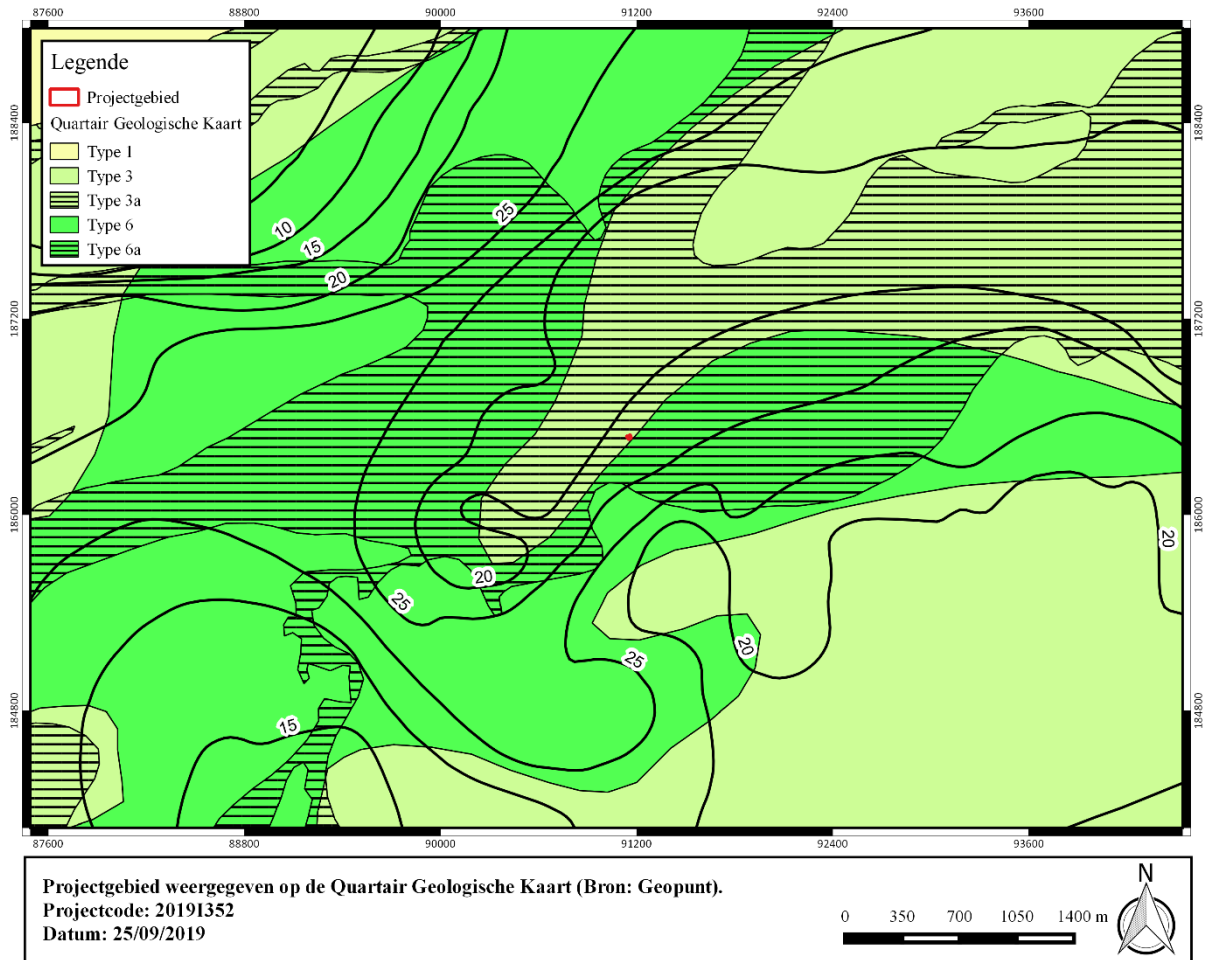 87600 88800 90000 91200 92400 93600
Legende
Projectgebied
Quartair Geologische Kaart
Type 1
Type 3
Type 3a
Type 6
Type 6a
188400
188400
187200
187200
186000
186000
184800
184800
10
15
20
25
20
25
20
25
20
15
87600 88800 90000 91200 92400 93600
Projectgebied weergegeven op de Quartair Geologische Kaart (Bron: Geopunt).
Projectcode: 2019I352
Datum: 25/09/2019
0 350 700 1050 1400 m
N